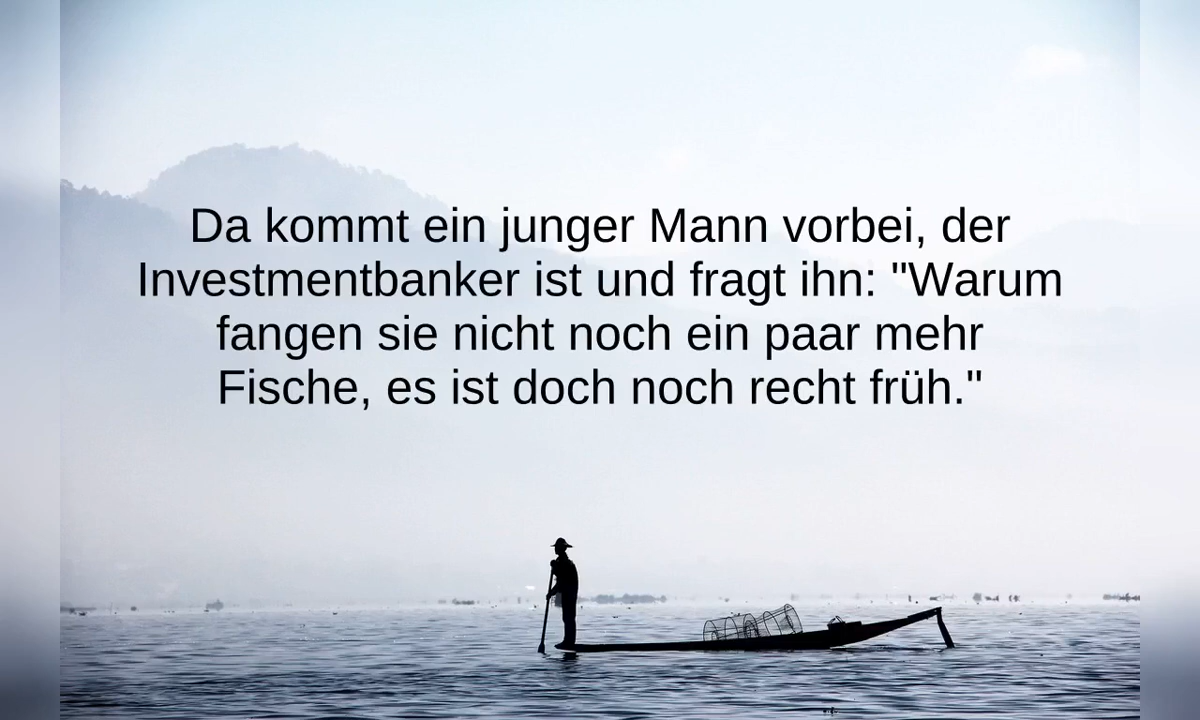 Da kommt ein junger Mann vorbei, der
Investmentbanker ist und fragt ihn: "Warum
fangen sie nicht noch ein paar mehr
Fische, es ist doch noch recht früh."